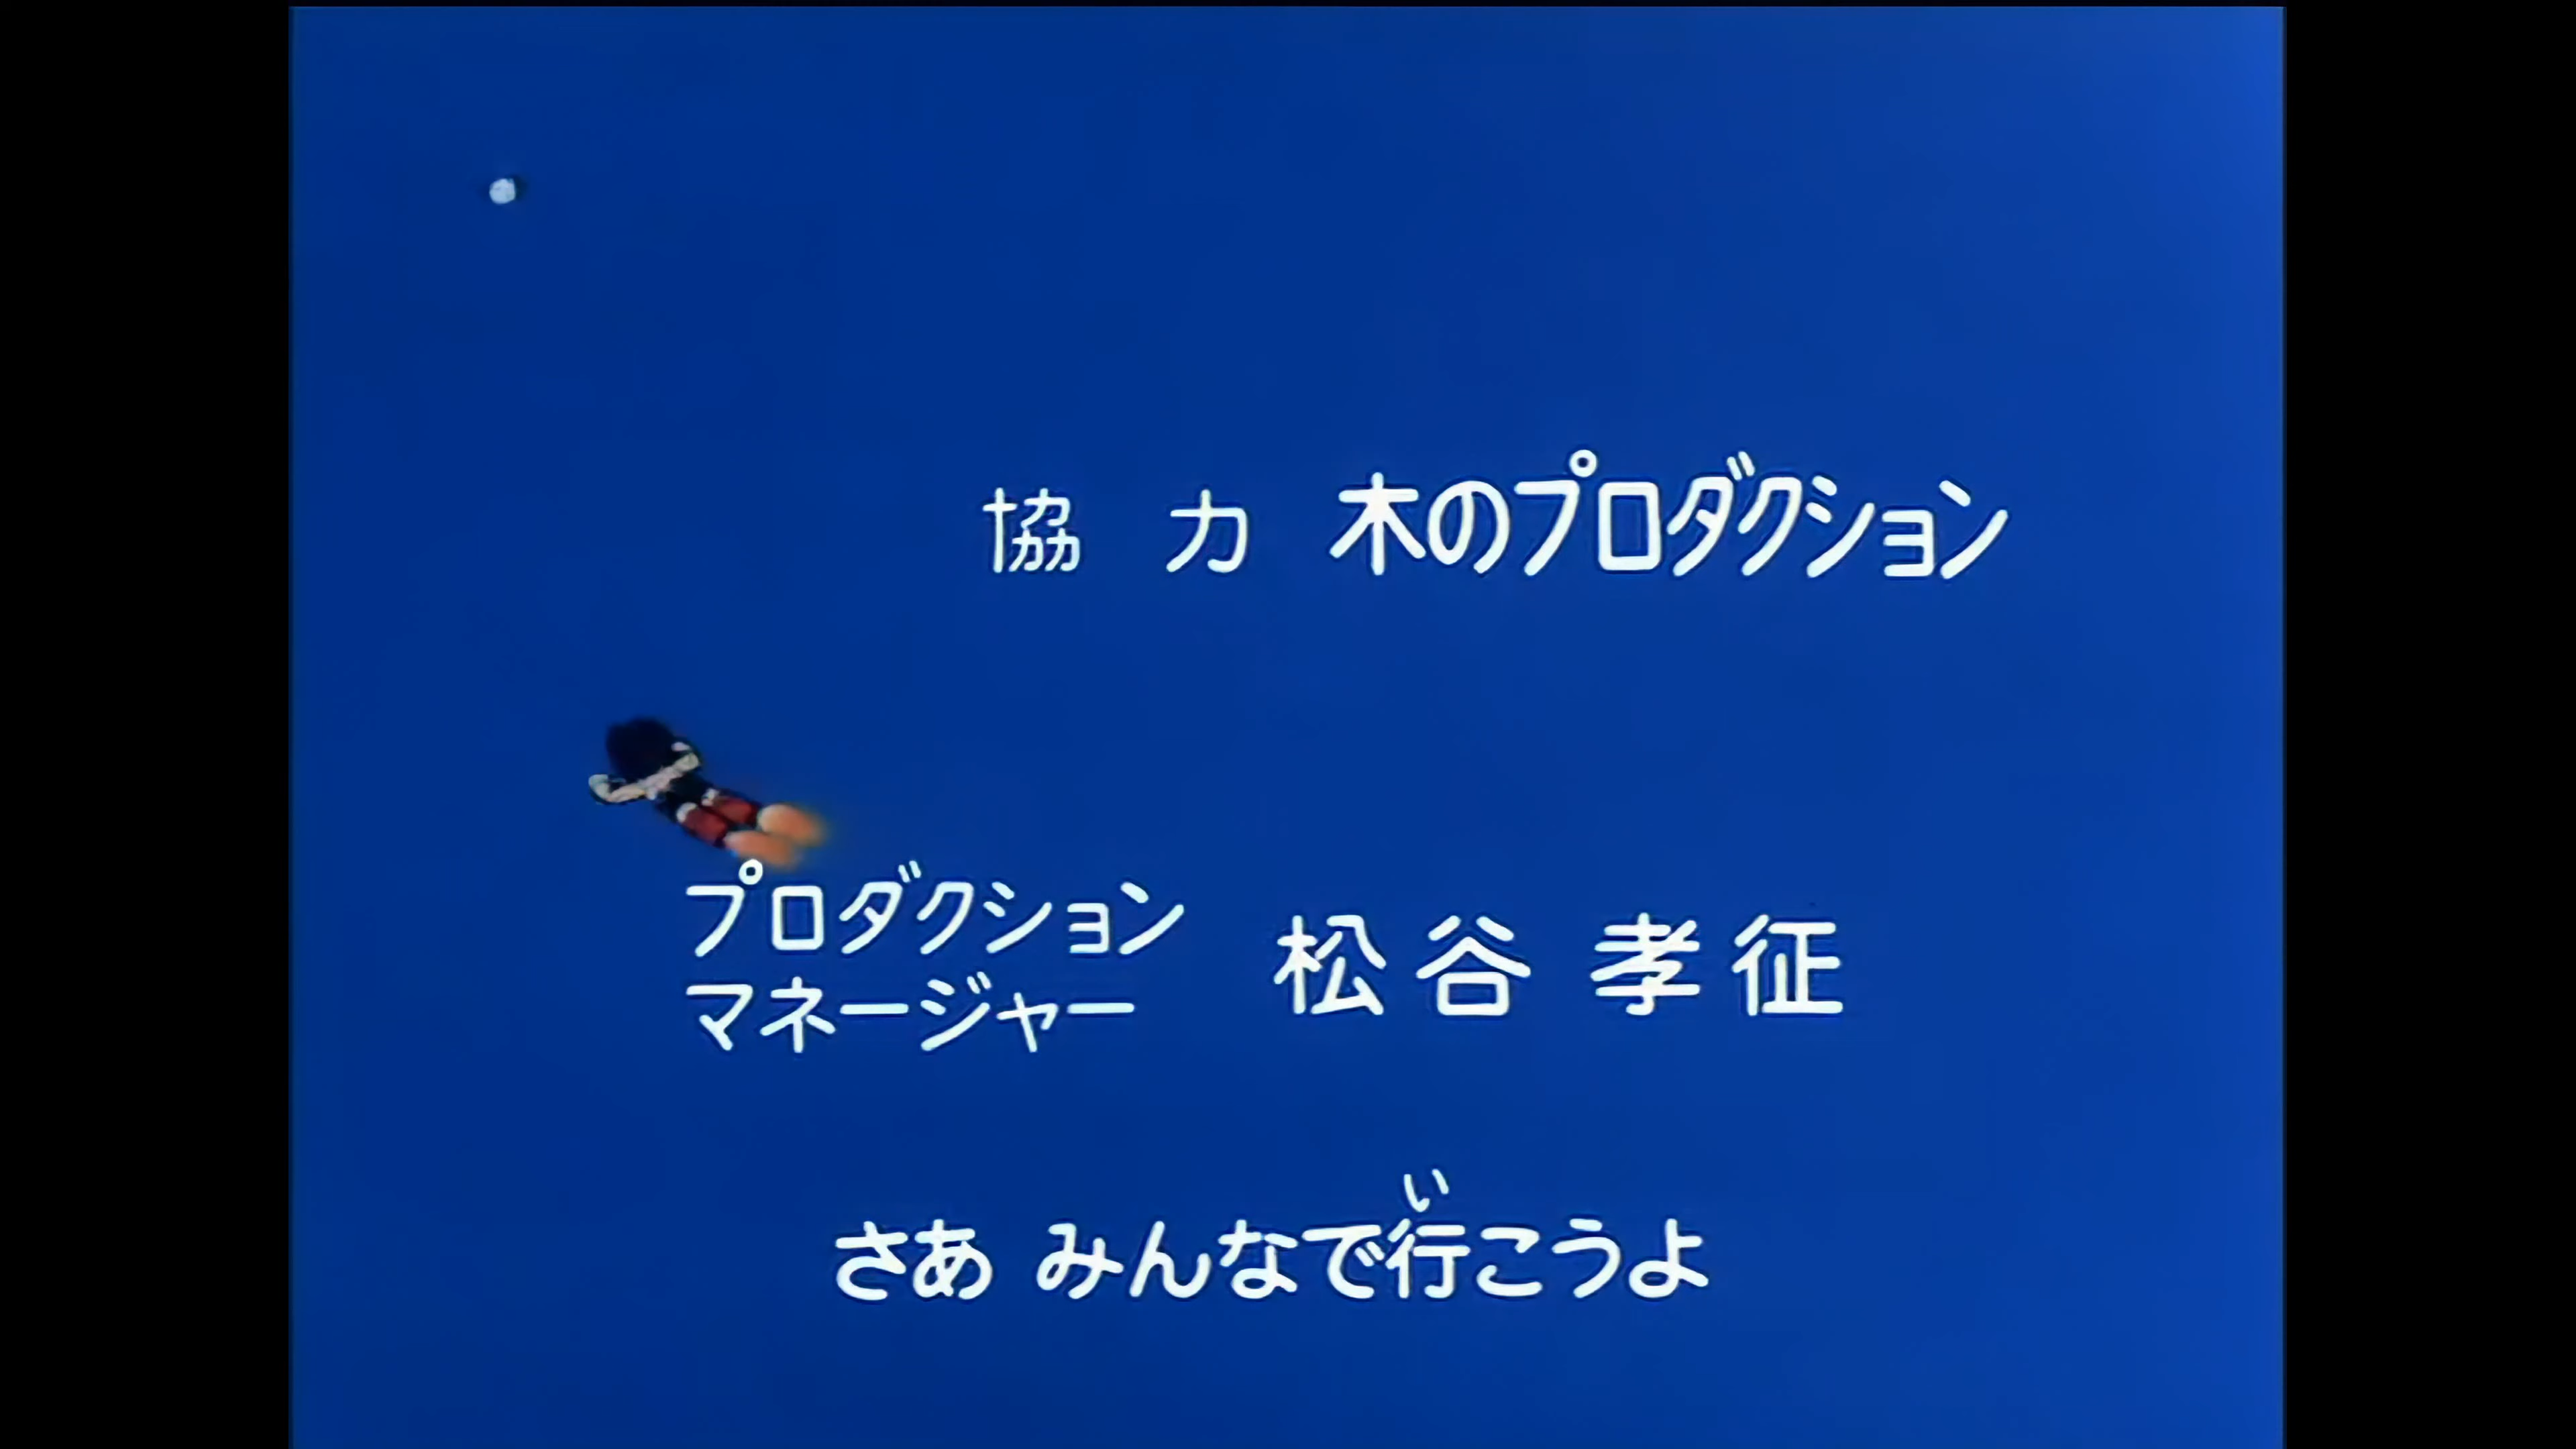 協 力 木のプロダクション
プロダクション
マネージャー 松谷 孝征
い
さあ みんなで行こうよ